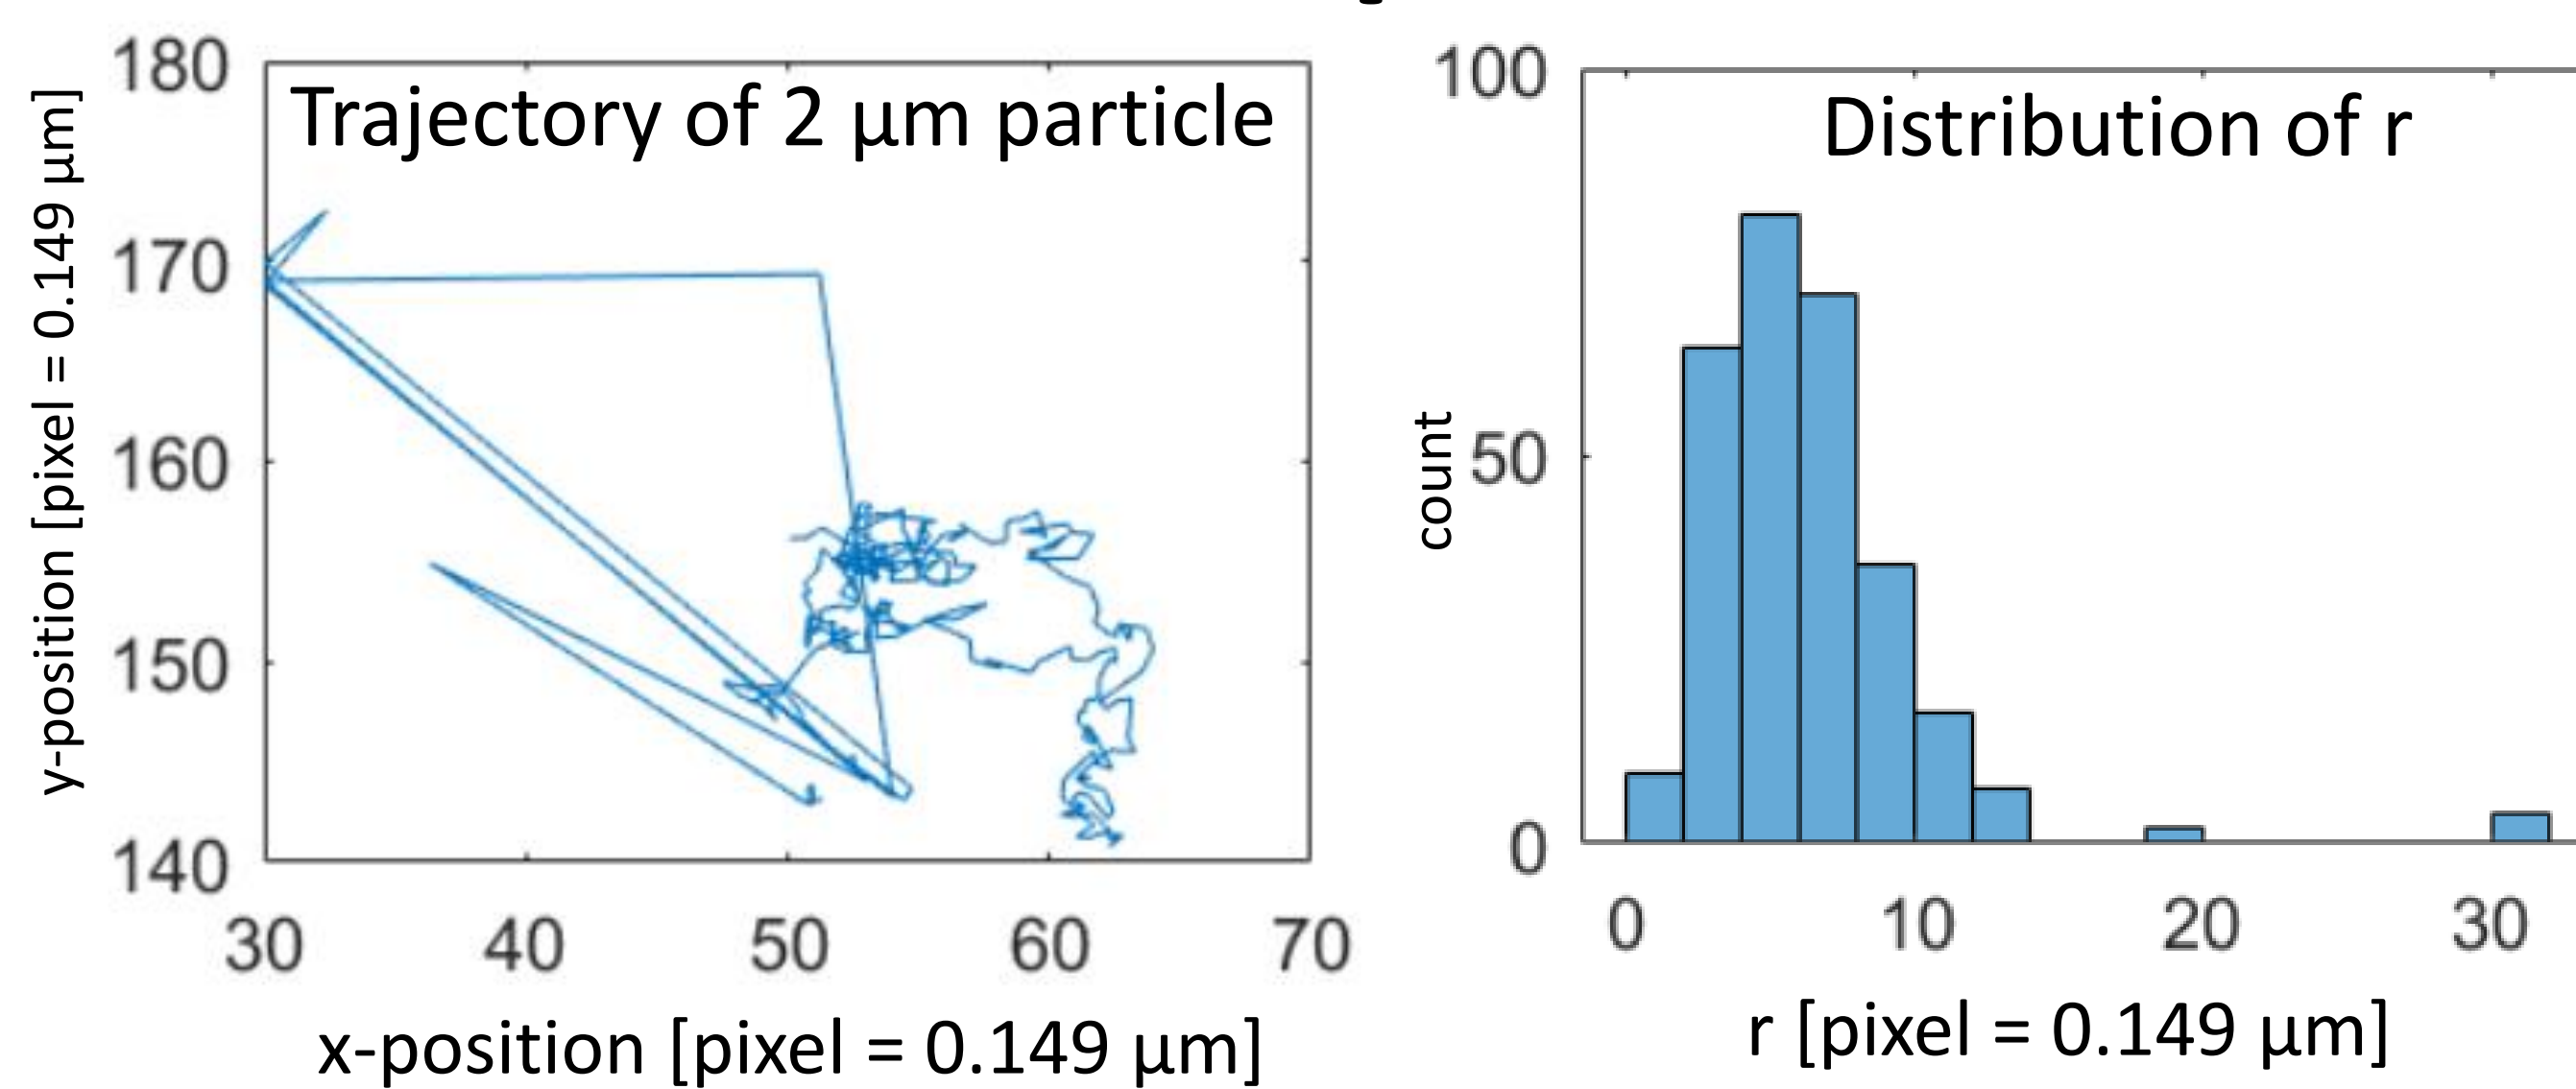 Trajectory of 2 µm particle
y-position [pixel = 0.149 µm]
180
170
160
150
140
30 40 50 60 70
x-position [pixel = 0.149 µm]
Distribution of r
count
100
50
0
0 10 20 30
r [pixel = 0.149 µm]